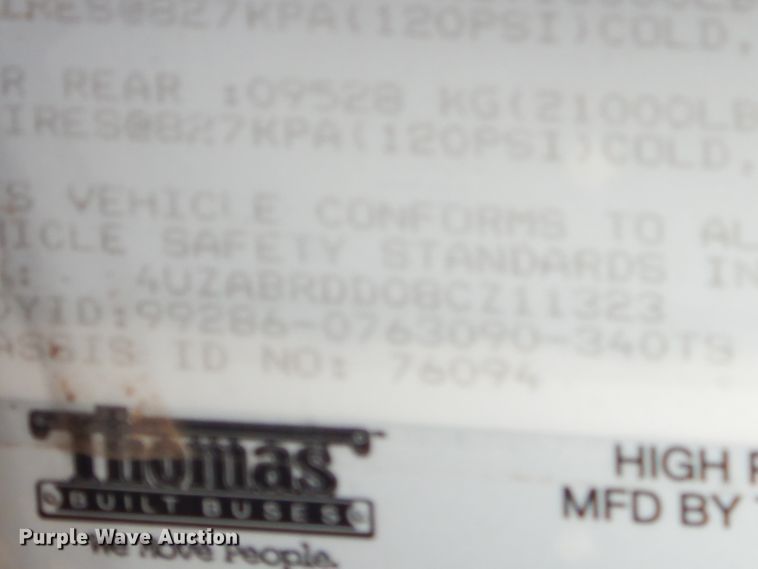 IRES@827KPA(120PSI)COLD,
R REAR :09528 KG(21000LB
IRES@827KPA(120PSI)COLD,
S VEHICLE CONFORMS TO AL
ICLE SAFETY STANDARDS IN
4UZABRDD08CZ11323
YID:99286-0763090-340TS
ASSIS ID NO: 76094
Thomas
BUILT BUSES
We Move People.
HIGH
MFD BY
Purple Wave Auction